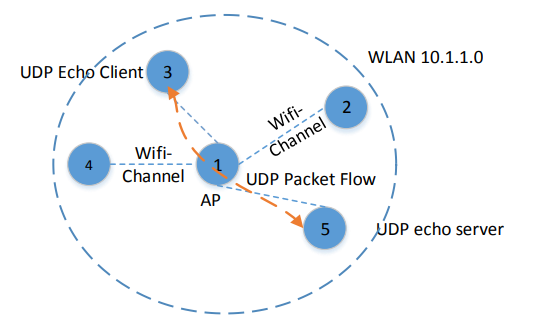 WLAN 10.1.1.0
UDP Echo Client
3
2
Wifi-
Channel
4
Wifi-
Channel
1
AP
UDP Packet Flow
5
UDP echo server